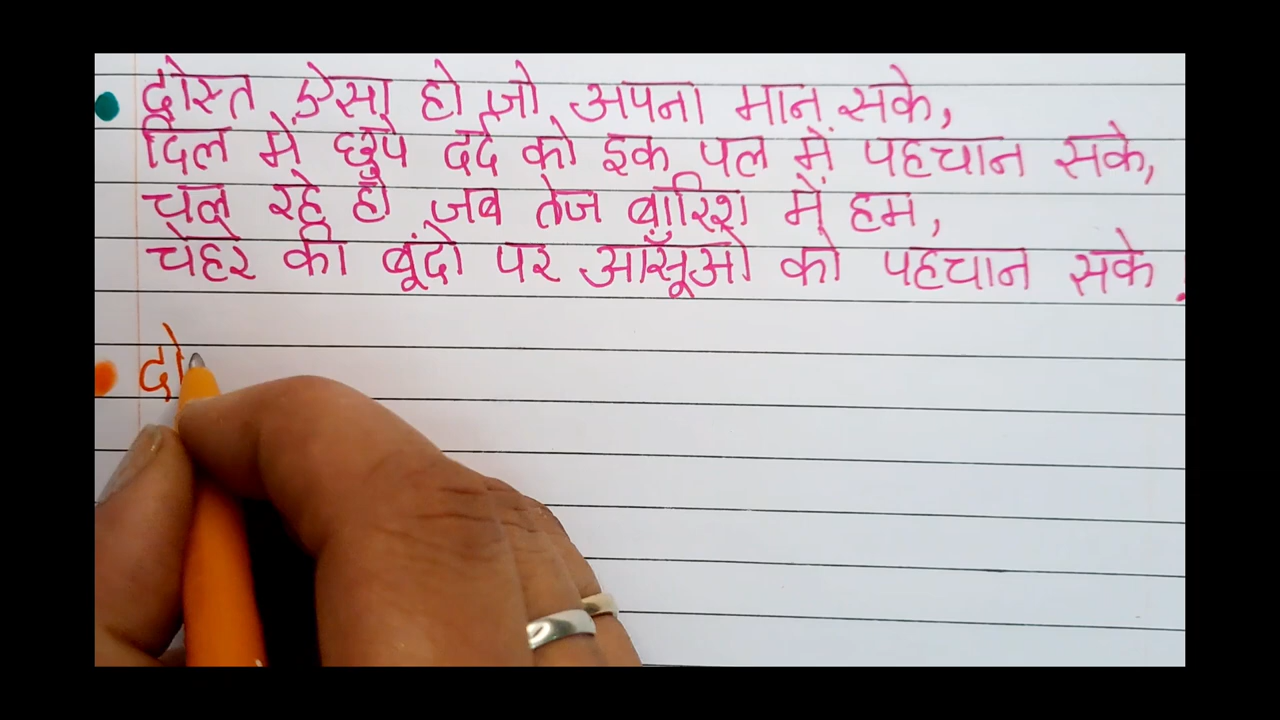 दोस्त ऐसा हो जो अपना मान सके,
दिल में छुपे दर्द को इक पल में पहचान सके,
चल रहे हो जब तेज बारिश में हम,
चेहरे की बूंदो पर आँसूओ को पहचान सके .
दो